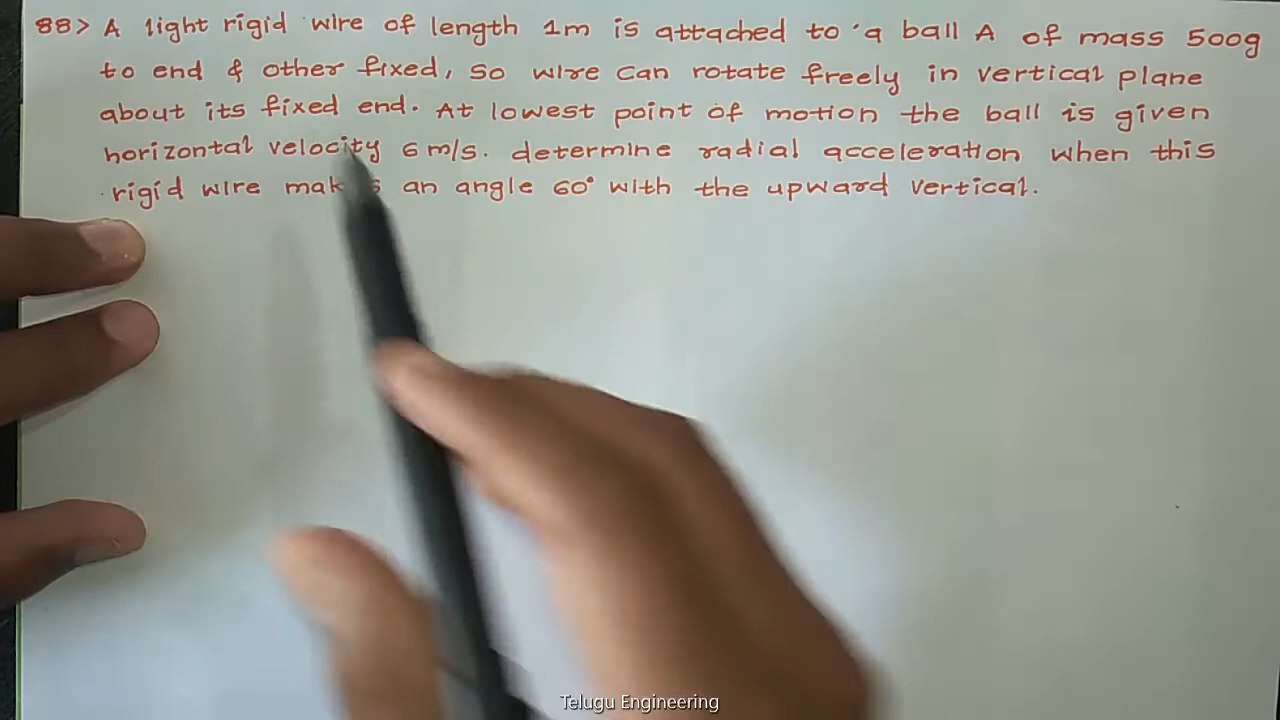 88> A light rigid wire of length 1m is attached to a ball A of mass 500g
to end & other fixed, so wire can rotate freely in vertical plane
about its fixed end. At lowest point of motion the ball is given
horizontal velocity 6 m/s. determine radial acceleration when this
rigid wire an angle 60° with the upward vertical.
Telugu Engineering